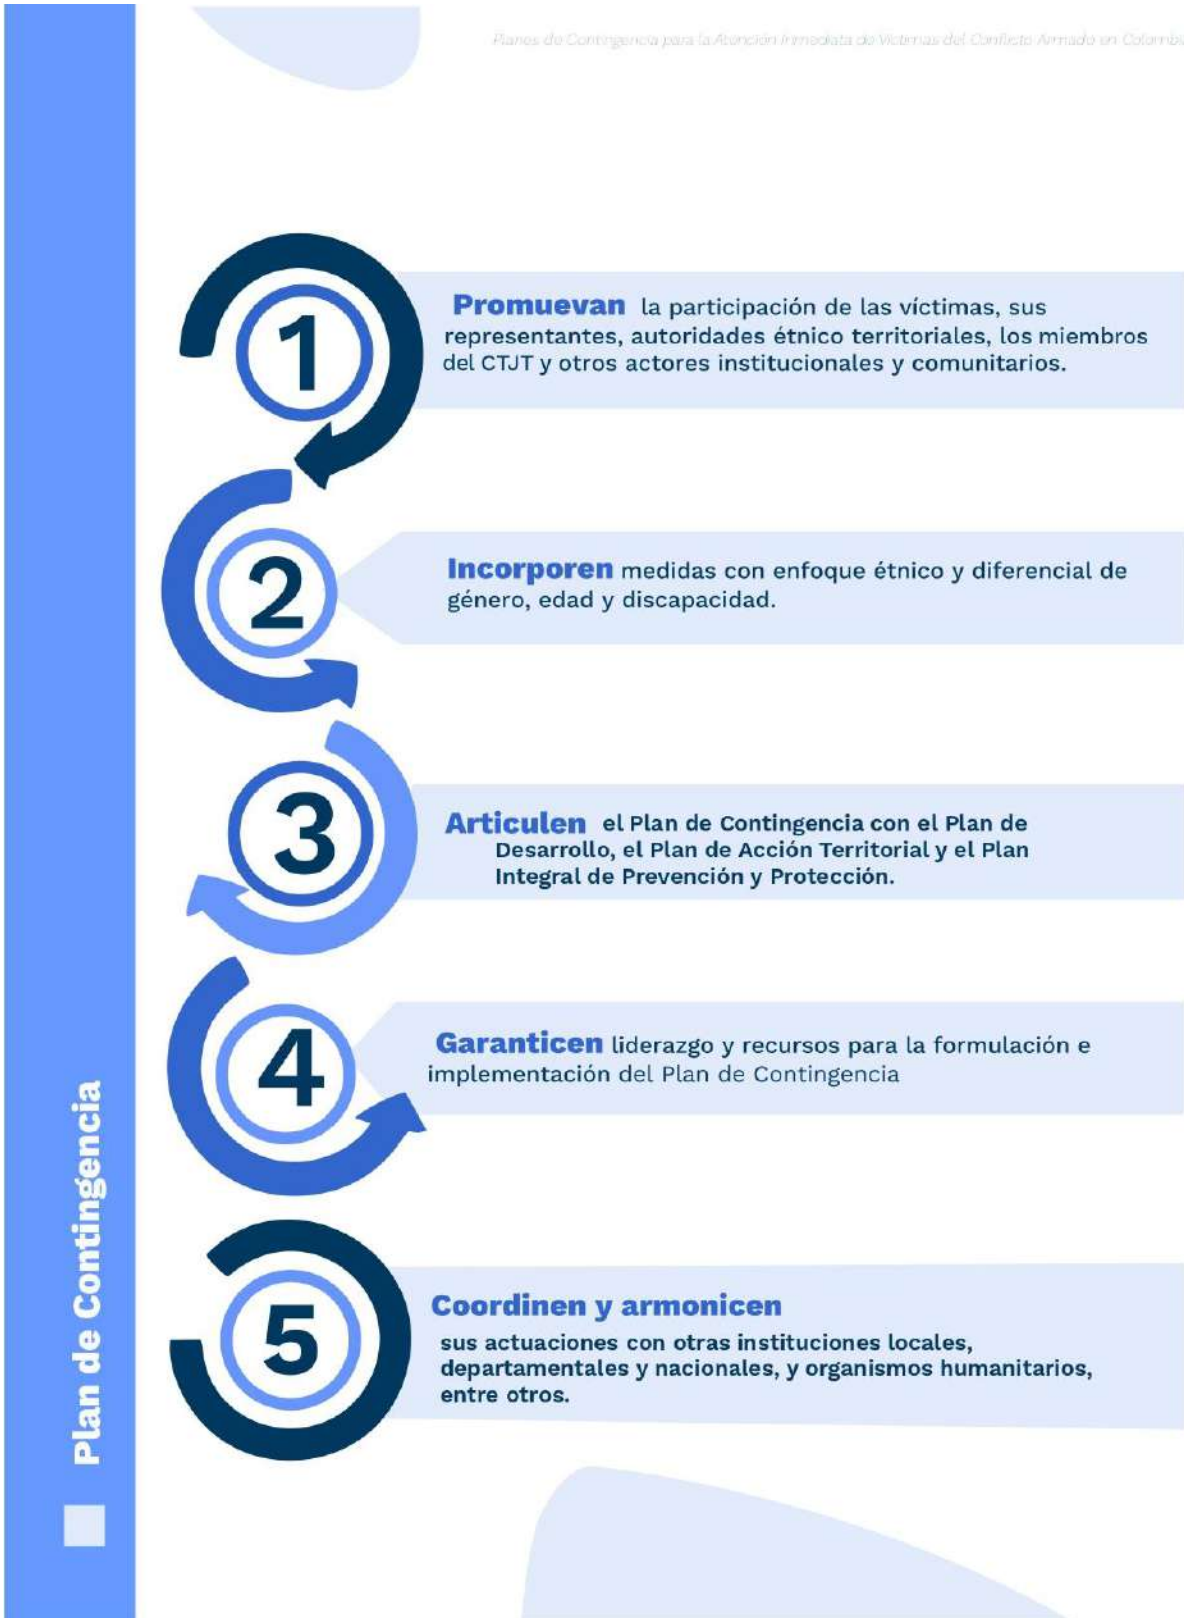 Planes de Contingencia para la Atención Inmediata de Víctimas del Conflicto Armado en Colombia
1
Promuevan la participación de las víctimas, sus
representantes, autoridades étnico territoriales, los miembros
del CTJT y otros actores institucionales y comunitarios.
2
Incorporen medidas con enfoque étnico y diferencial de
género, edad y discapacidad.
3
Articulen el Plan de Contingencia con el Plan de
Desarrollo, el Plan de Acción Territorial y el Plan
Integral de Prevención y Protección.
4
Garanticen liderazgo y recursos para la formulación e
implementación del Plan de Contingencia
5
Coordinen y armonicen
sus actuaciones con otras instituciones locales,
departamentales y nacionales, y organismos humanitarios,
entre otros.
Plan de Contingencia